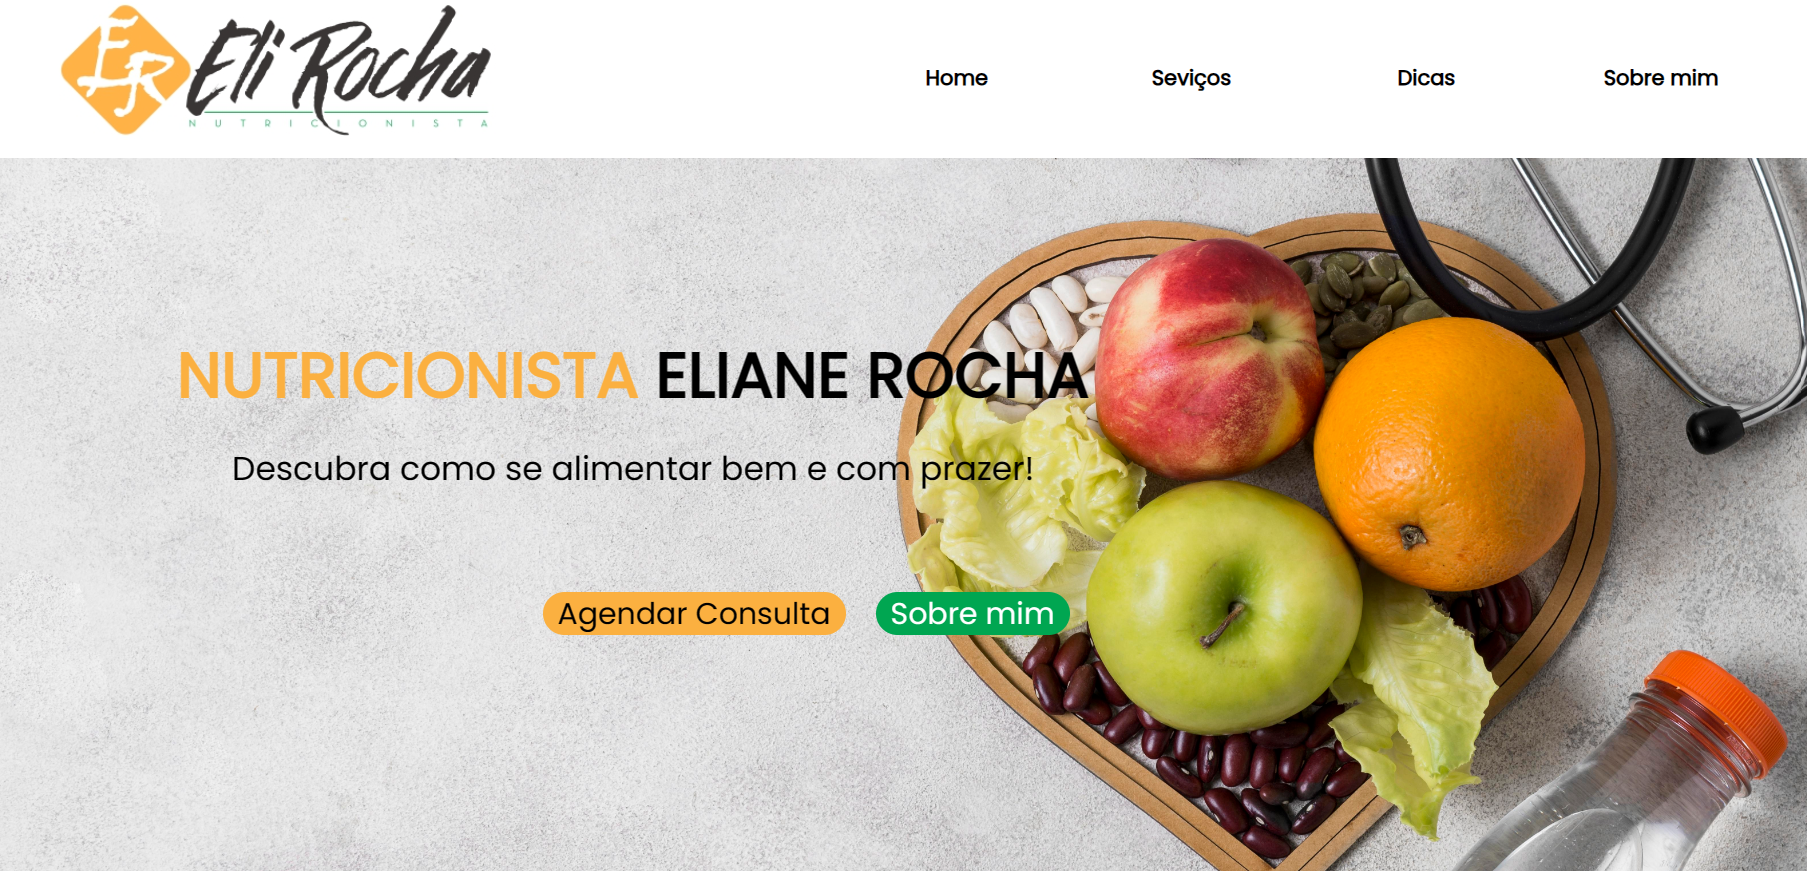 ER Eli Rocha
NUTRICIONISTA
Home Seviços Dicas Sobre mim
NUTRICIONISTA ELIANE ROCHA
Descubra como se alimentar bem e com prazer!
Agendar Consulta Sobre mim